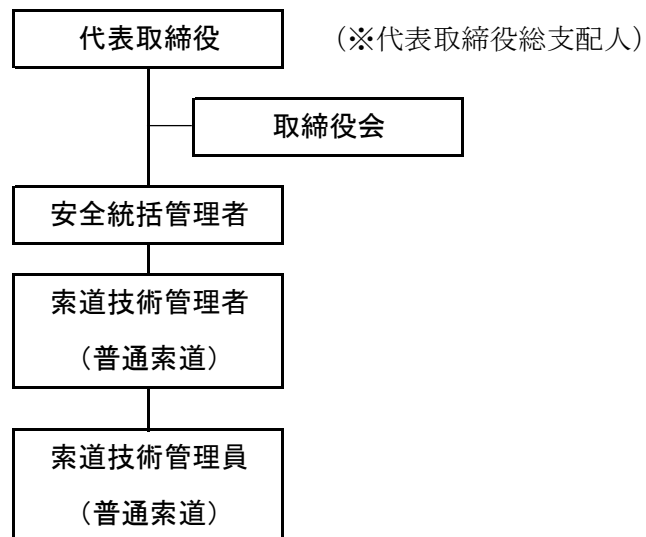 代表取締役 （※代表取締役総支配人）
取締役会
安全統括管理者
索道技術管理者
（普通索道）
索道技術管理員
（普通索道）